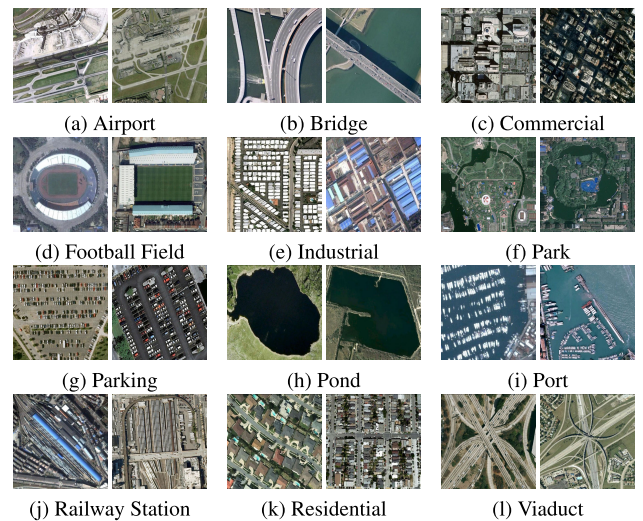 (a) Airport
(b) Bridge
(c) Commercial
(d) Football Field
(e) Industrial
(f) Park
(g) Parking
(h) Pond
(i) Port
(j) Railway Station
(k) Residential
(l) Viaduct